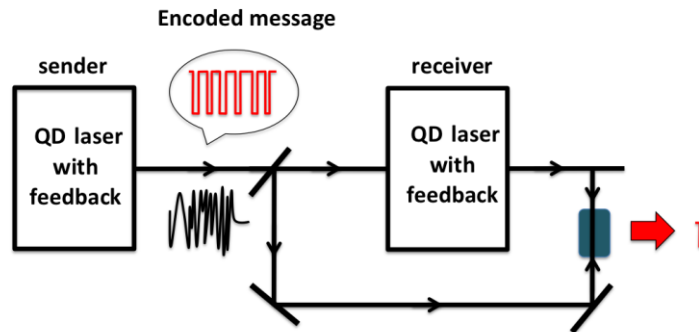 Encoded message
sender
receiver
QD laser
with
feedback
QD laser
with
feedback